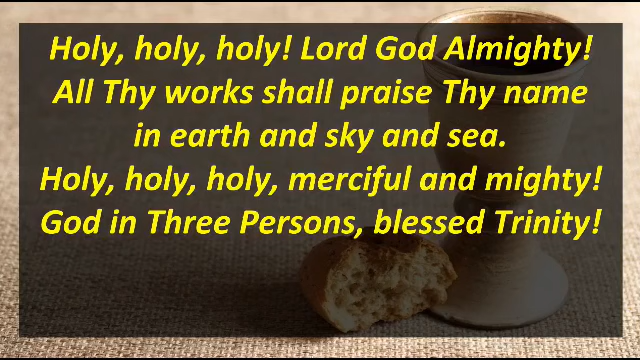 Holy, holy, holy! Lord God Almighty!
All Thy works shall praise Thy name
in earth and sky and sea.
Holy, holy, holy, merciful and mighty!
God in Three Persons, blessed Trinity!